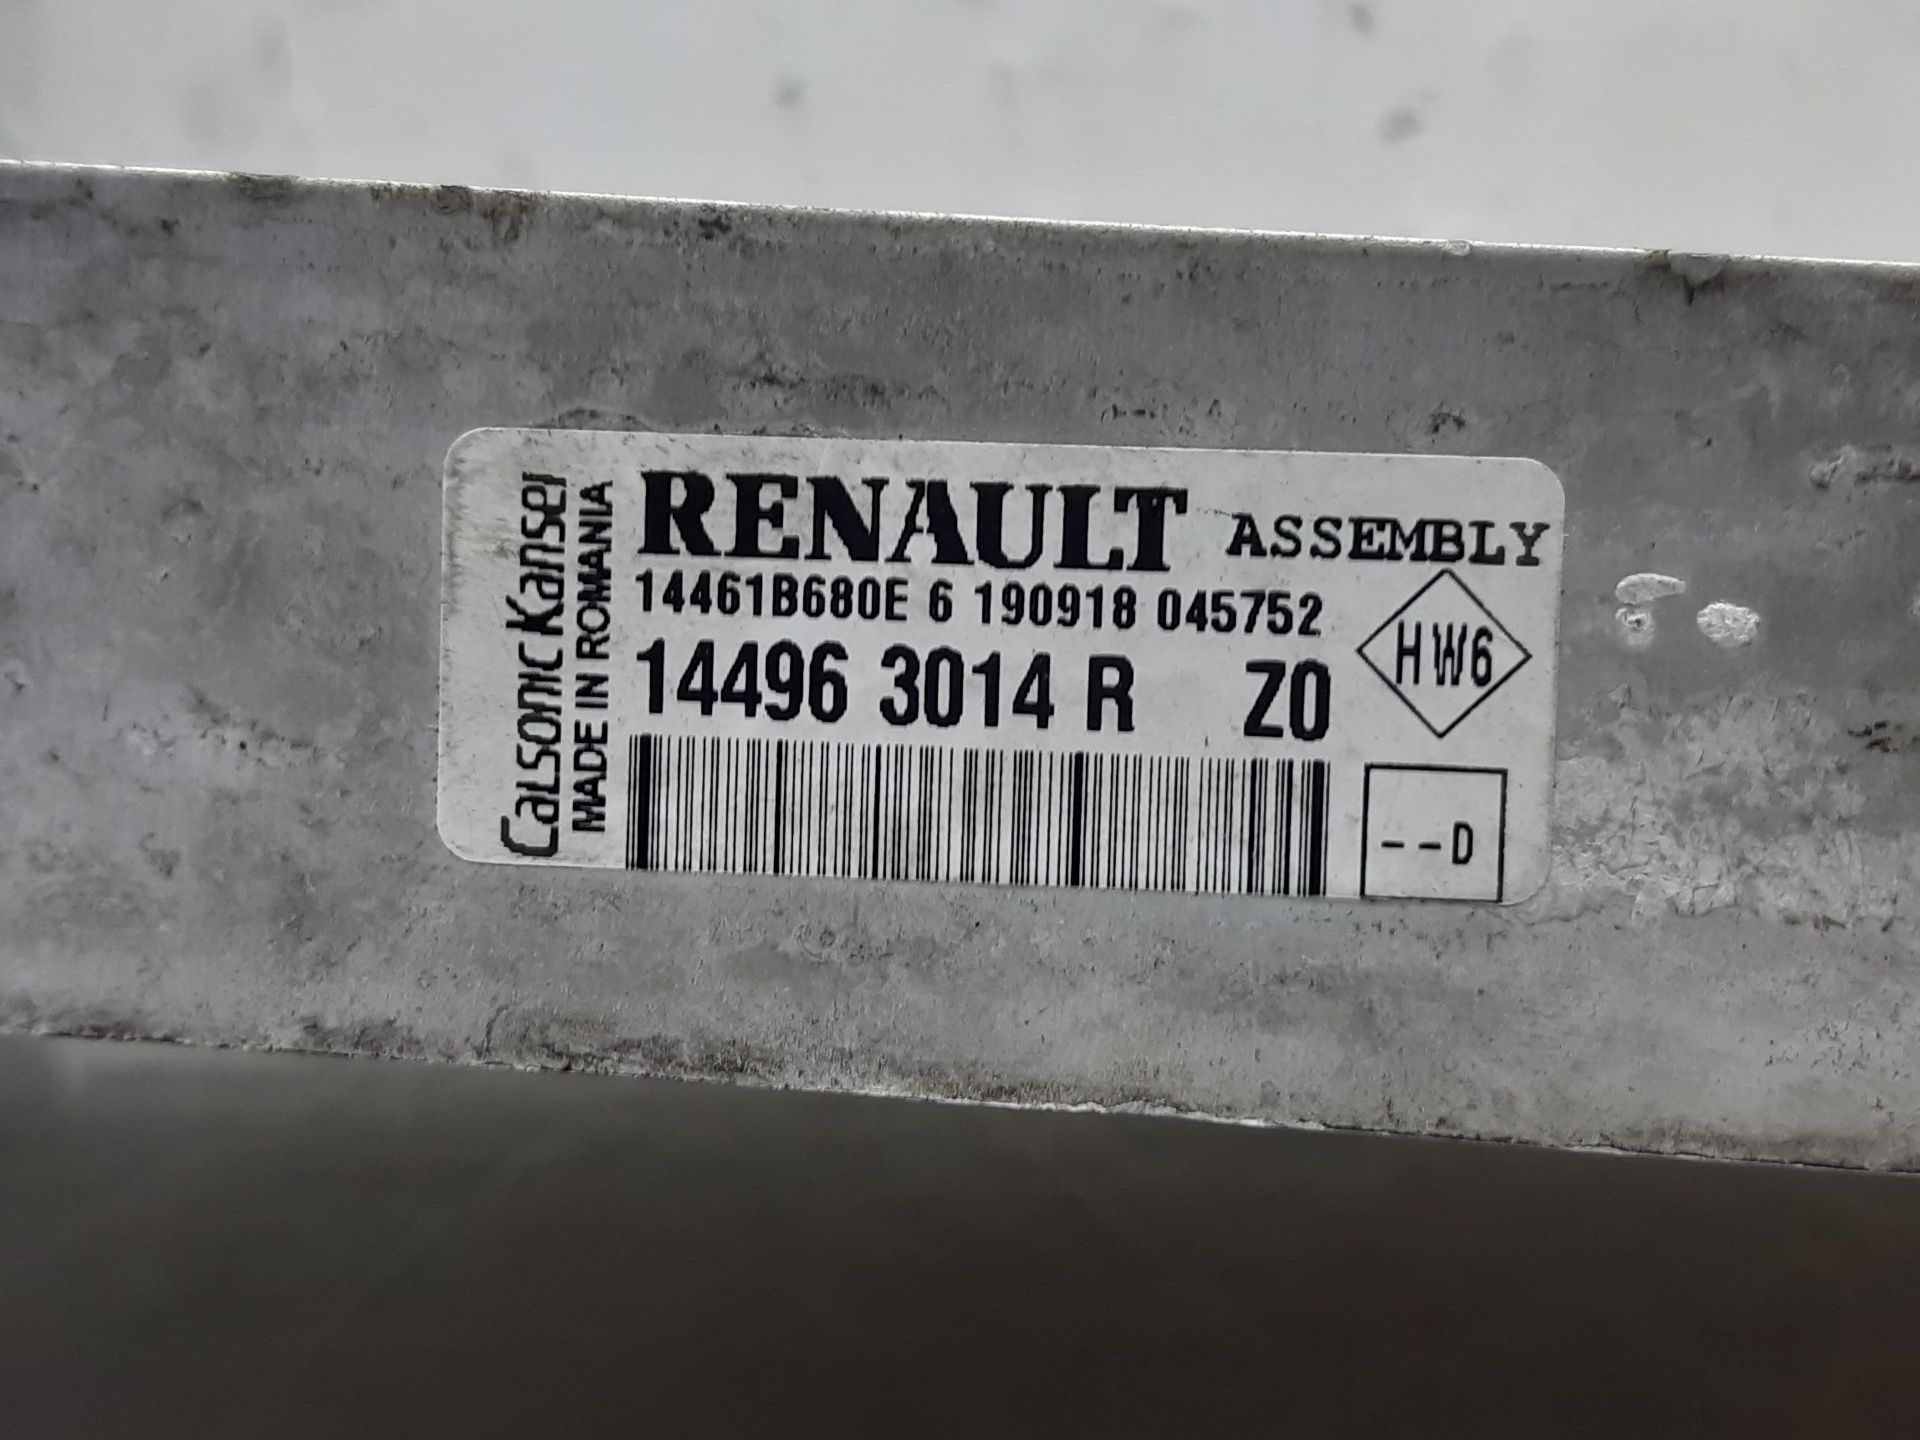 Calsonic Kansei
MADE IN ROMANIA
RENAULT ASSEMBLY
14461B680E 6 190918 045752
14496 3014 R Z0
HW6
--D